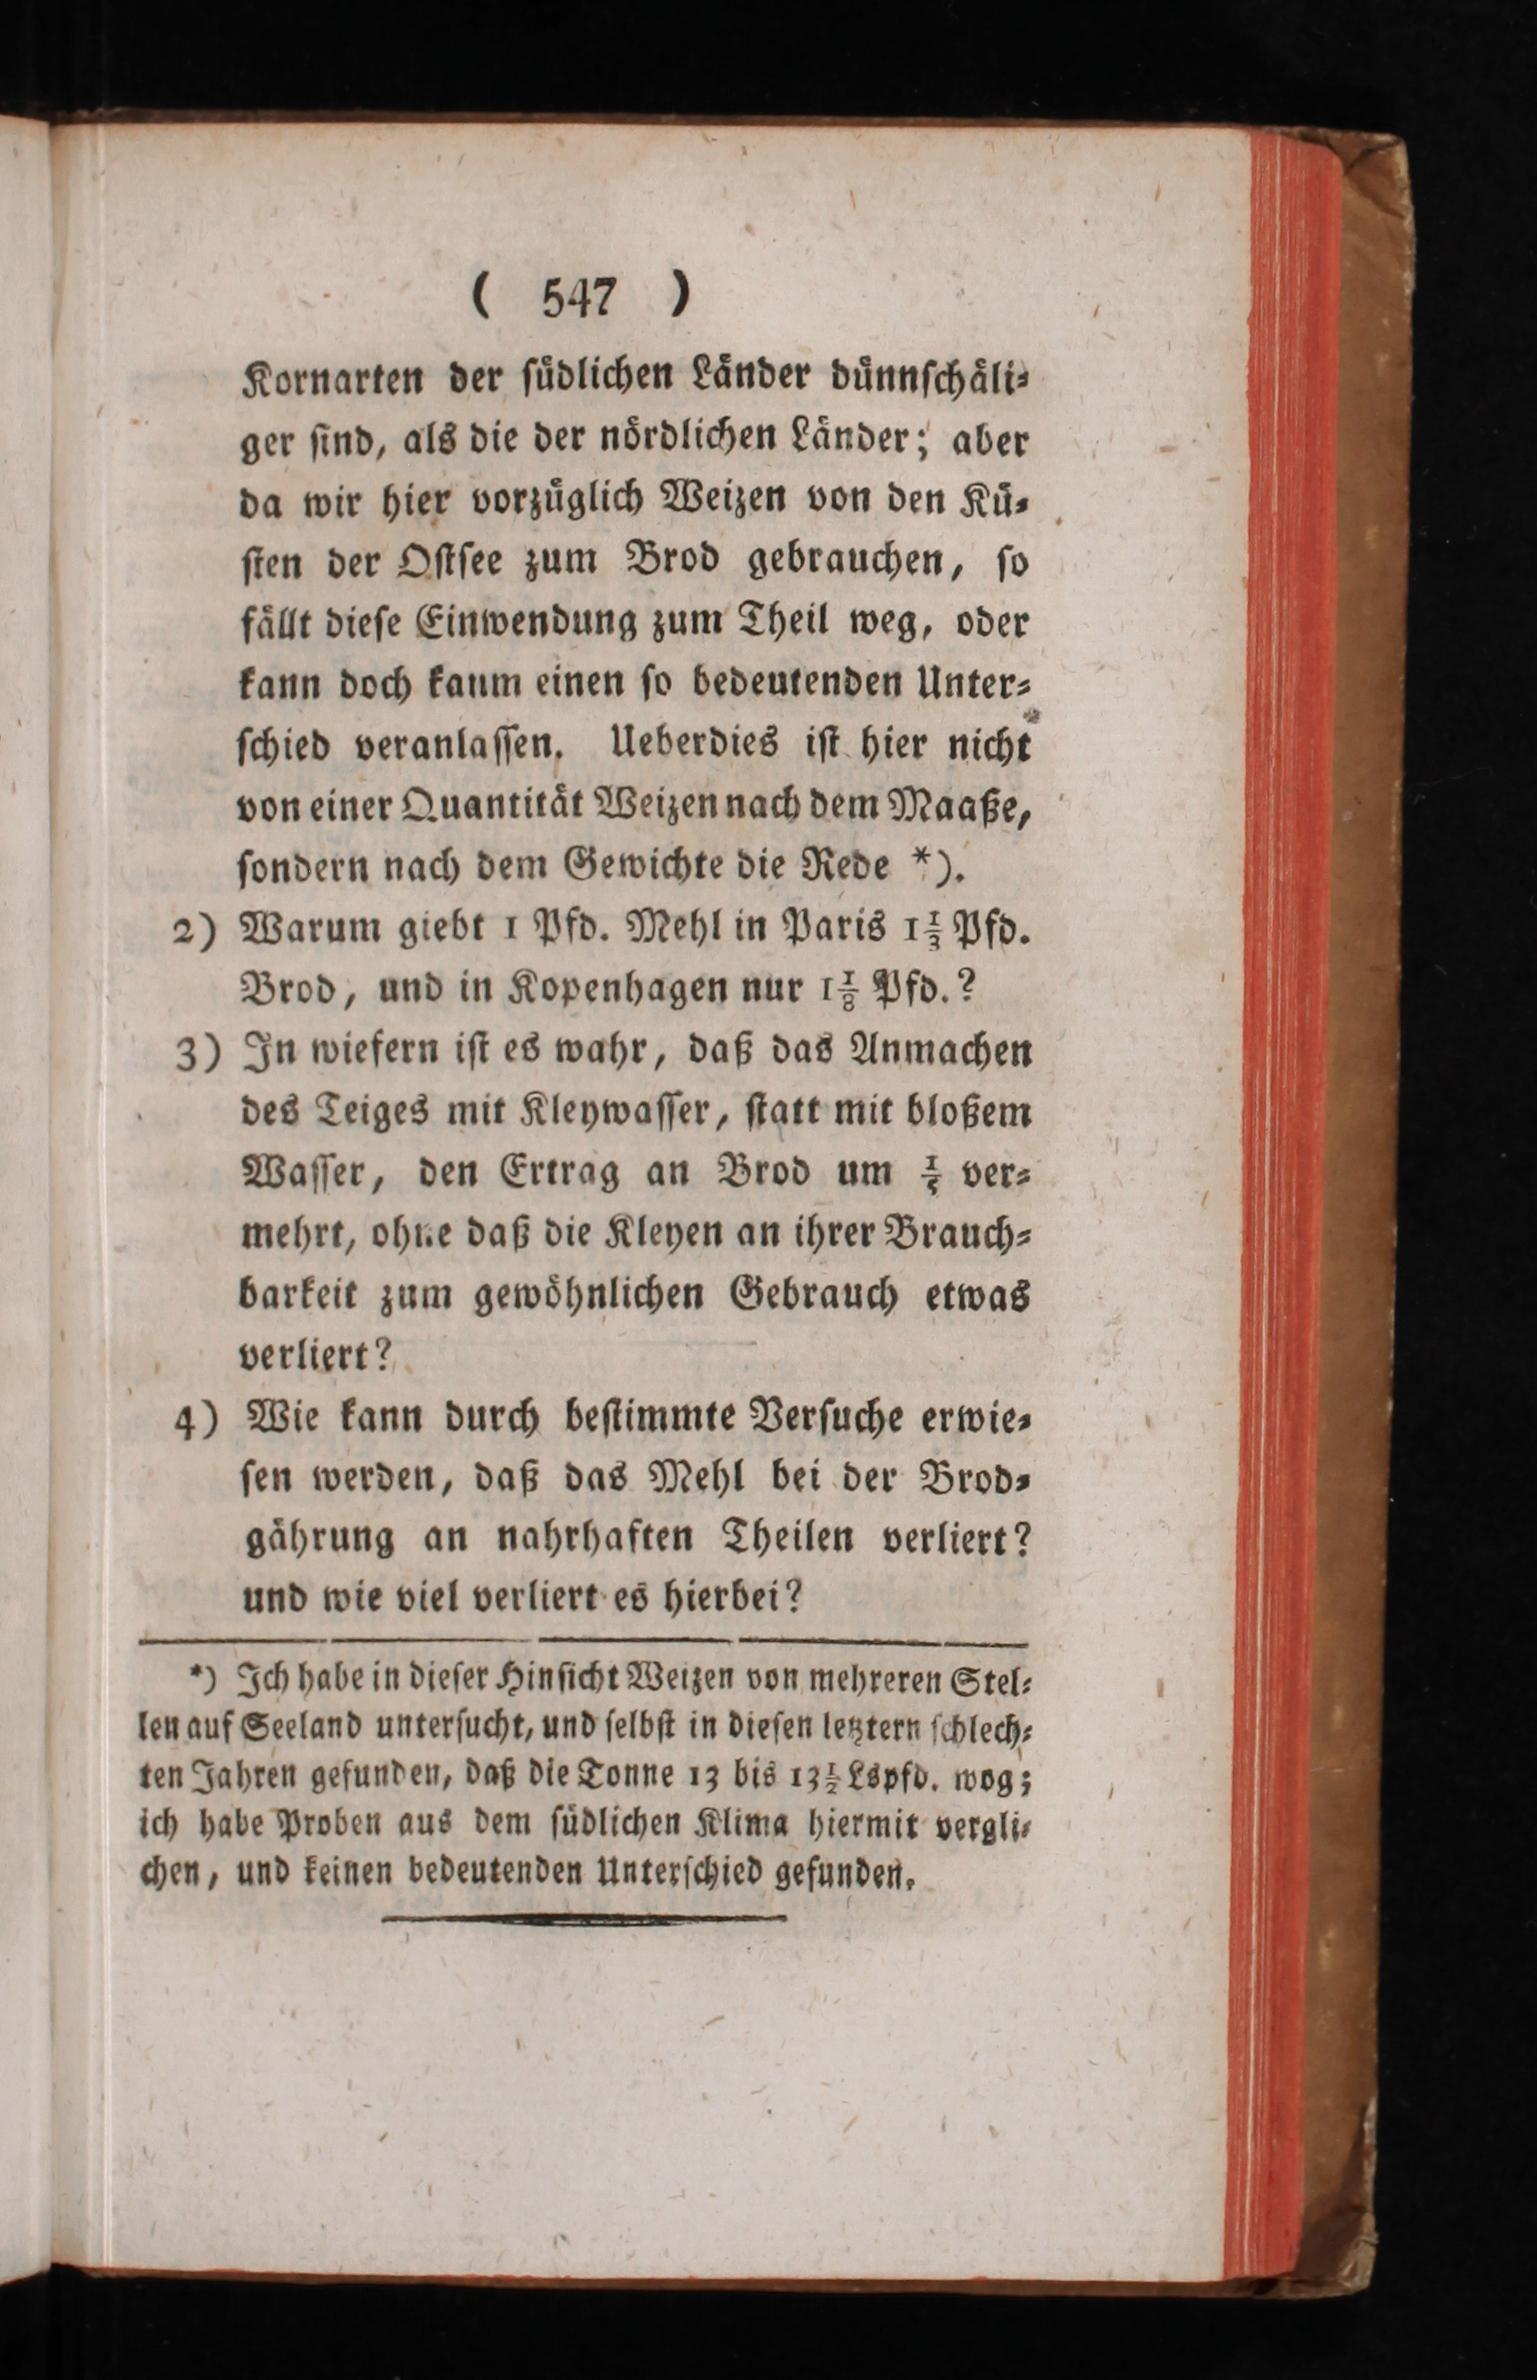 ( 547 )
Kornarten der südlichen Länder dünnschäli-
ger sind, als die der nördlichen Länder; aber
da wir hier vorzüglich Weizen von den Kü-
sten der Ostsee zum Brod gebrauchen, so
fällt diese Einwendung zum Theil weg, oder
kann doch kaum einen so bedeutenden Unter-
schied veranlassen. Ueberdies ist hier nicht
von einer Quantität Weizen nach dem Maaße,
sondern nach dem Gewichte die Rede *).
2) Warum giebt 1 Pfd. Mehl in Paris 1⅓ Pfd.
Brod, und in Kopenhagen nur 1⅛ Pfd.?
3) In wiefern ist es wahr, daß das Anmachen
des Teiges mit Kleywasser, statt mit bloßem
Wasser, den Ertrag an Brod um ⅕ ver-
mehrt, ohne daß die Kleyen an ihrer Brauch-
barkeit zum gewöhnlichen Gebrauch etwas
verliert?
4) Wie kann durch bestimmte Versuche erwie-
sen werden, daß das Mehl bei der Brod-
gährung an nahrhaften Theilen verliert?
und wie viel verliert es hierbei?
*) Ich habe in dieser Hinsicht Weizen von mehreren Stel-
len auf Seeland untersucht, und selbst in diesen letztern schlech-
ten Jahren gefunden, daß die Tonne 13 bis 13½ Lspfd. wog;
ich habe Proben aus dem südlichen Klima hiermit vergli-
chen, und keinen bedeutenden Unterschied gefunden.